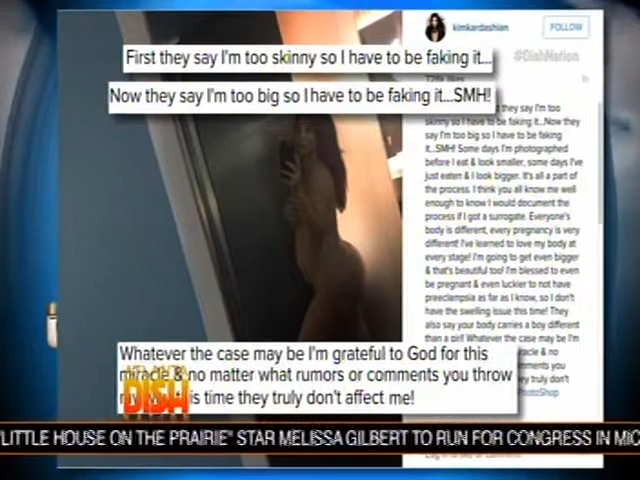 kimkardashian
FOLLOW
#DishNation
First they say I'm too skinny so I have to be faking it...
Now they say I'm too big so I have to be faking it...SMH!
they say I'm too
skinny so I have to be faking it...Now they
say I'm too big so I have to be faking
it...SMH! Some days I'm photographed
before I eat & look smaller, some days I've
just eaten & I look bigger. It's all a part of
the process. I think you all know me well
enough to know I would document the
process if I got a surrogate. Everyone's
body is different, every pregnancy is very
different! I've learned to love my body at
every stage! I'm going to get even bigger
& that's beautiful too! I'm blessed to even
be pregnant & even luckier to not have
preeclampsia as far as I know, so I don't
have the swelling issue this time! They
also say your body carries a boy different
than a girl! Whatever the case may be I'm
& no
you
they truly don't
Whatever the case may be I'm grateful to God for this
miracle & no matter what rumors or comments you throw
time they truly don't affect me!
DISH
"LITTLE HOUSE ON THE PRAIRIE" STAR MELISSA GILBERT TO RUN FOR CONGRESS IN MIC